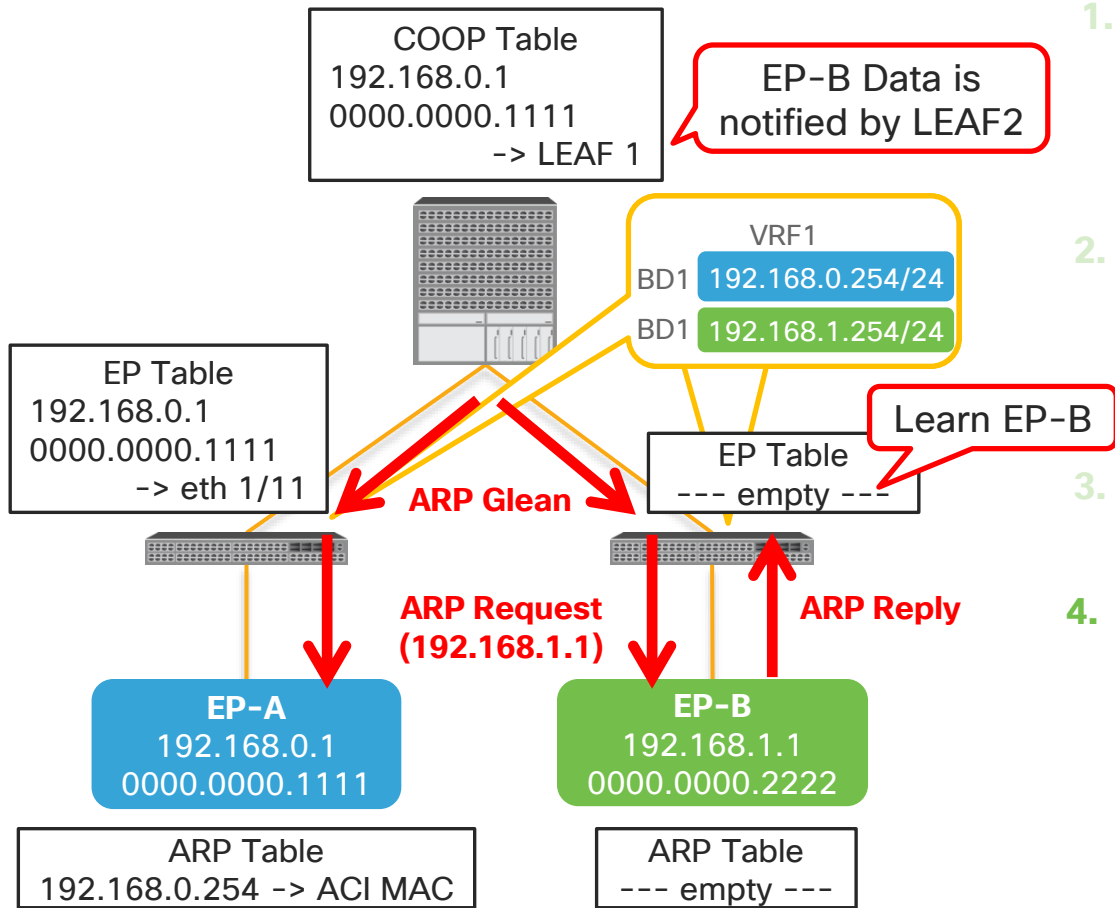 1.
COOP Table
192.168.0.1
0000.0000.1111
-> LEAF 1
EP-B Data is
notified by LEAF2
VRF1
BD1 192.168.0.254/24
BD1 192.168.1.254/24
2.
EP Table
192.168.0.1
0000.0000.1111
-> eth 1/11
Learn EP-B
EP Table
--- empty ---
3.
ARP Glean
ARP Request
(192.168.1.1)
ARP Reply
4.
EP-A
192.168.0.1
0000.0000.1111
EP-B
192.168.1.1
0000.0000.2222
ARP Table
192.168.0.254 -> ACI MAC
ARP Table
--- empty ---